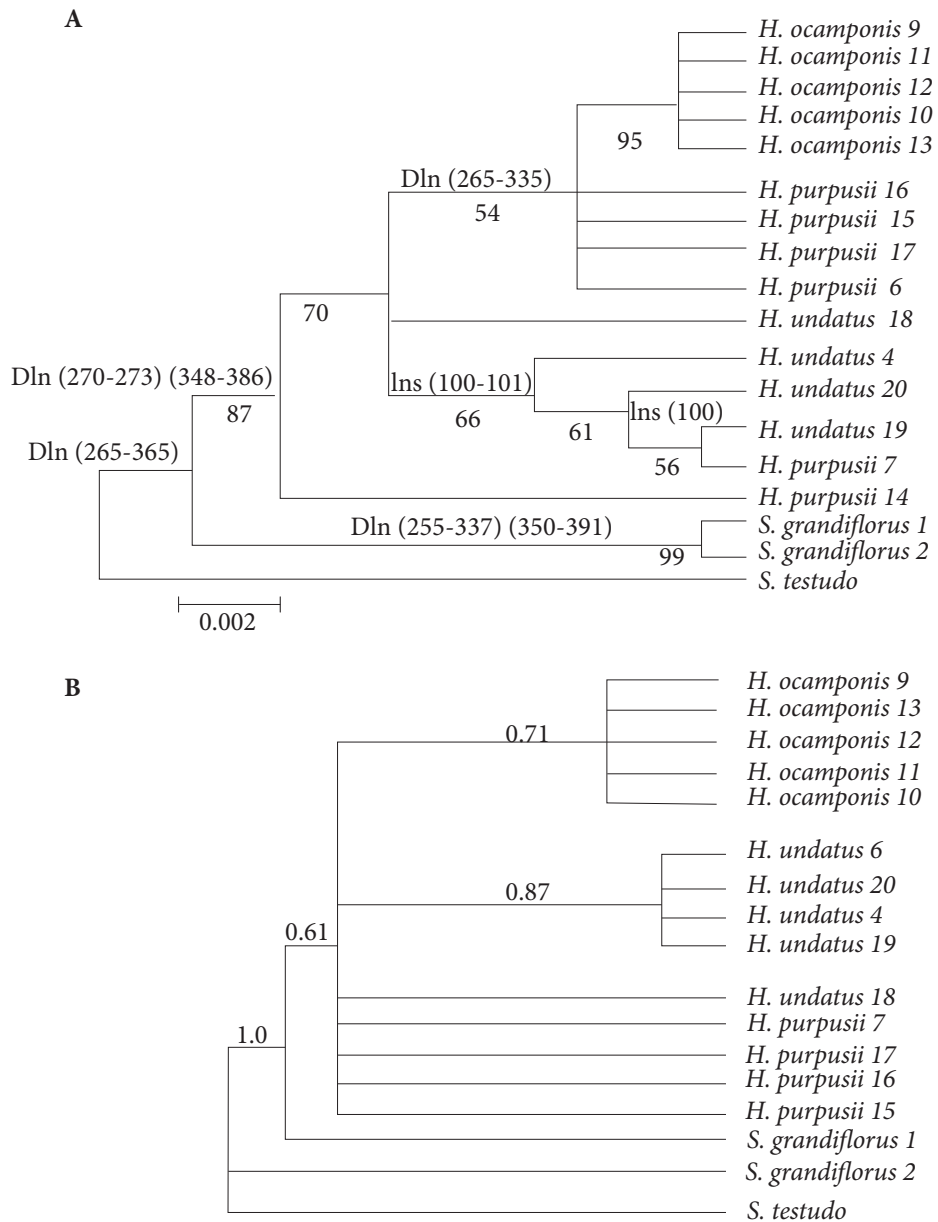 A
H. ocamponis 9
H. ocamponis 11
H. ocamponis 12
H. ocamponis 10
H. ocamponis 13
95
Dln (265-335)
54
H. purpusii 16
H. purpusii 15
H. purpusii 17
H. purpusii 6
70
H. undatus 18
Dln (270-273) (348-386)
87
lns (100-101)
66
H. undatus 4
H. undatus 20
61
lns (100)
H. undatus 19
56
H. purpusii 7
Dln (265-365)
H. purpusii 14
Dln (255-337) (350-391)
99
S. grandiflorus 1
S. grandiflorus 2
S. testudo
0.002
B
H. ocamponis 9
H. ocamponis 13
0.71
H. ocamponis 12
H. ocamponis 11
H. ocamponis 10
H. undatus 6
0.87
H. undatus 20
H. undatus 4
H. undatus 19
0.61
H. undatus 18
H. purpusii 7
1.0
H. purpusii 17
H. purpusii 16
H. purpusii 15
S. grandiflorus 1
S. grandiflorus 2
S. testudo